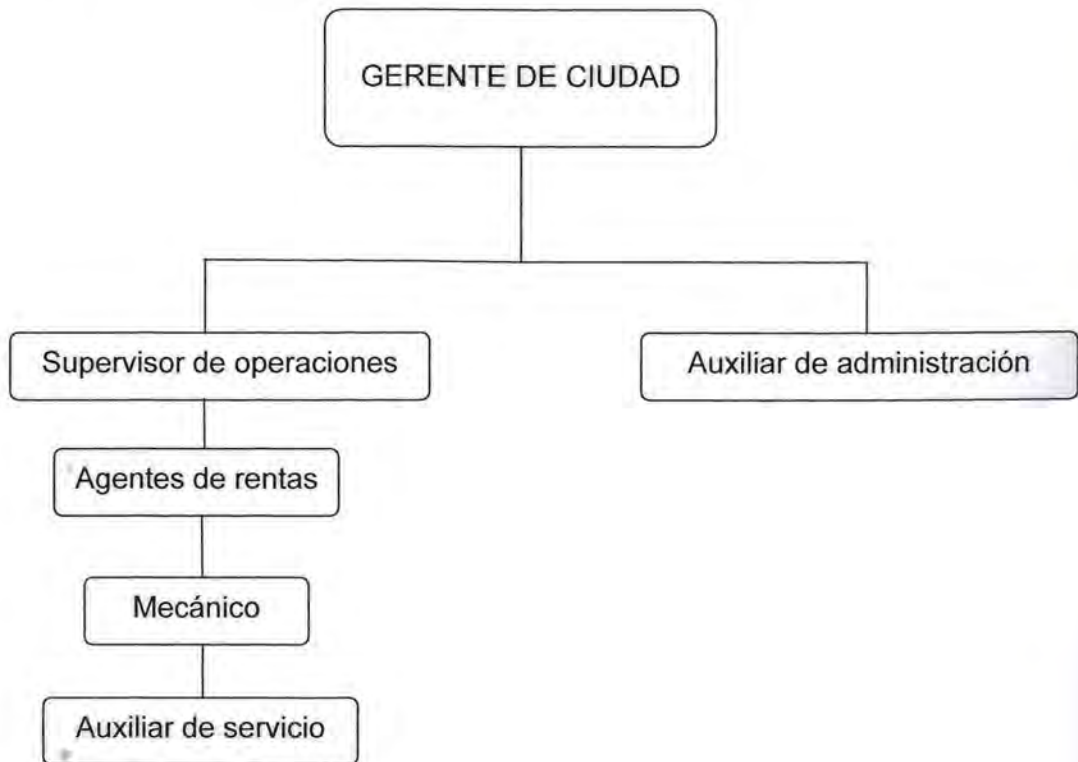 GERENTE DE CIUDAD
Supervisor de operaciones
Auxiliar de administración
Agentes de rentas
Mecánico
Auxiliar de servicio